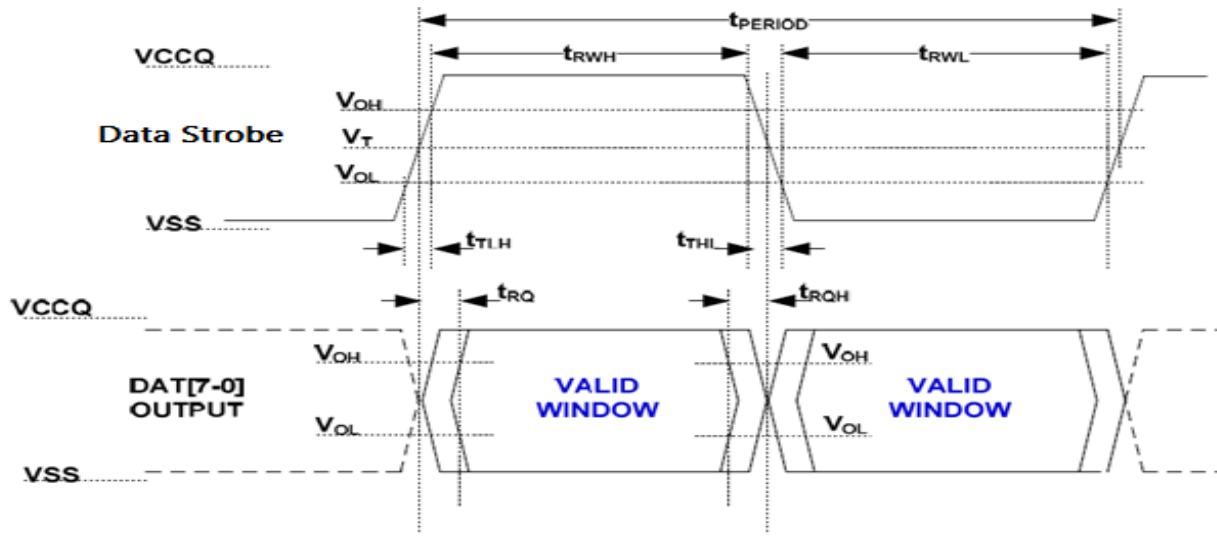 tPERIOD
VCCQ
tRWH
tRWL
VOH
Data Strobe
VT
VOL
VSS
tTLH
tTHL
tRQ
tRQH
VCCQ
VOH
VOH
DAT[7-0]
OUTPUT
VALID
WINDOW
VALID
WINDOW
VOL
VOL
VSS